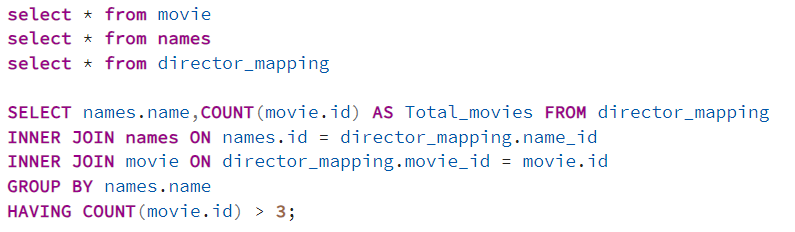 select * from movie
select * from names
select * from director_mapping
SELECT names.name,COUNT(movie.id) AS Total_movies FROM director_mapping
INNER JOIN names ON names.id = director_mapping.name_id
INNER JOIN movie ON director_mapping.movie_id = movie.id
GROUP BY names.name
HAVING COUNT(movie.id) > 3;